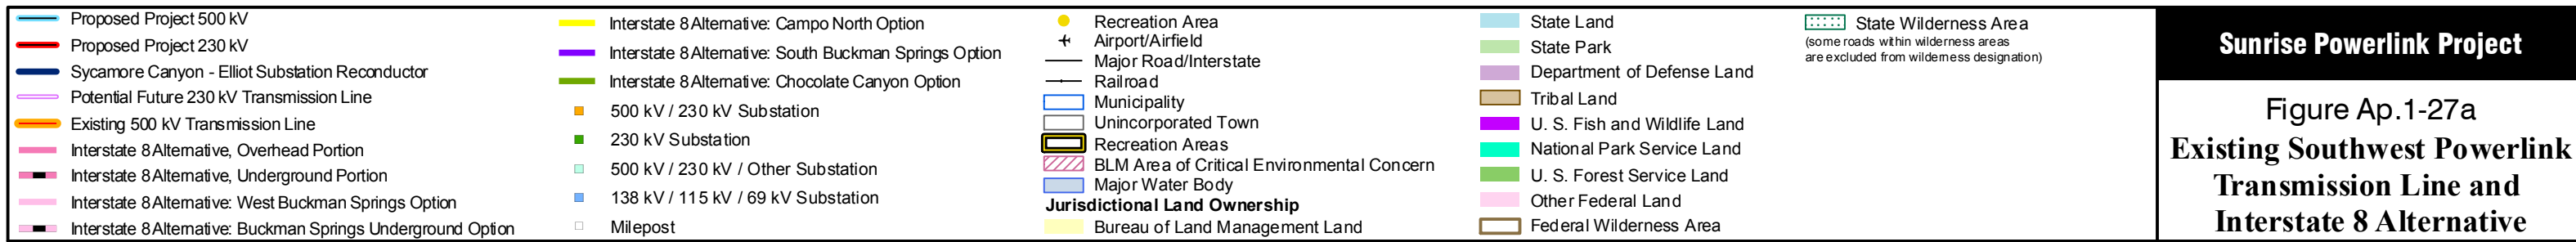 Proposed Project 500 kV
Proposed Project 230 kV
Sycamore Canyon - Elliot Substation Reconductor
Potential Future 230 kV Transmission Line
Existing 500 kV Transmission Line
Interstate 8 Alternative, Overhead Portion
Interstate 8 Alternative, Underground Portion
Interstate 8 Alternative: West Buckman Springs Option
Interstate 8 Alternative: Buckman Springs Underground Option
Interstate 8 Alternative: Campo North Option
Interstate 8 Alternative: South Buckman Springs Option
Interstate 8 Alternative: Chocolate Canyon Option
500 kV / 230 kV Substation
230 kV Substation
500 kV / 230 kV / Other Substation
138 kV / 115 kV / 69 kV Substation
Milepost
Recreation Area
Airport/Airfield
Major Road/Interstate
Railroad
Municipality
Unincorporated Town
Recreation Areas
BLM Area of Critical Environmental Concern
Major Water Body
Jurisdictional Land Ownership
Bureau of Land Management Land
State Land
State Park
Department of Defense Land
Tribal Land
U. S. Fish and Wildlife Land
National Park Service Land
U. S. Forest Service Land
Other Federal Land
Federal Wilderness Area
State Wilderness Area
(some roads within wilderness areas
are excluded from wilderness designation)
Sunrise Powerlink Project
Figure Ap.1-27a
Existing Southwest Powerlink
Transmission Line and
Interstate 8 Alternative